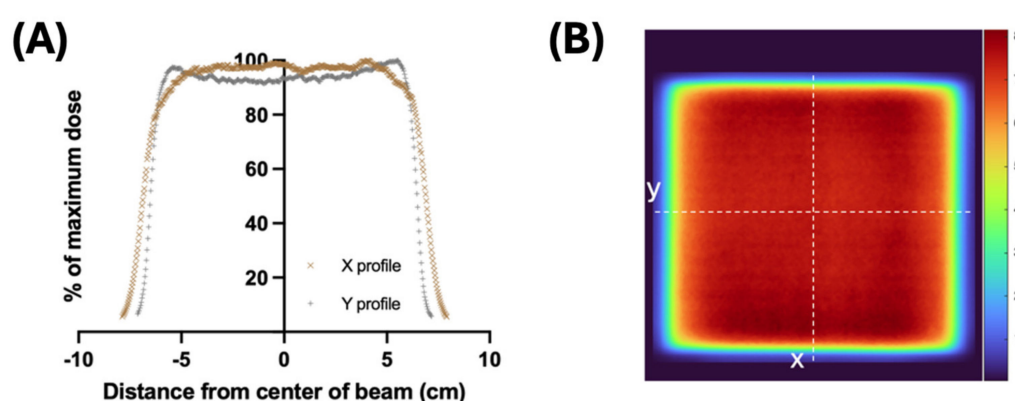 (A)
% of maximum dose
100
80
60
40
20
X profile
Y profile
-10 -5 0 5 10
Distance from center of beam (cm)
(B)
y
x